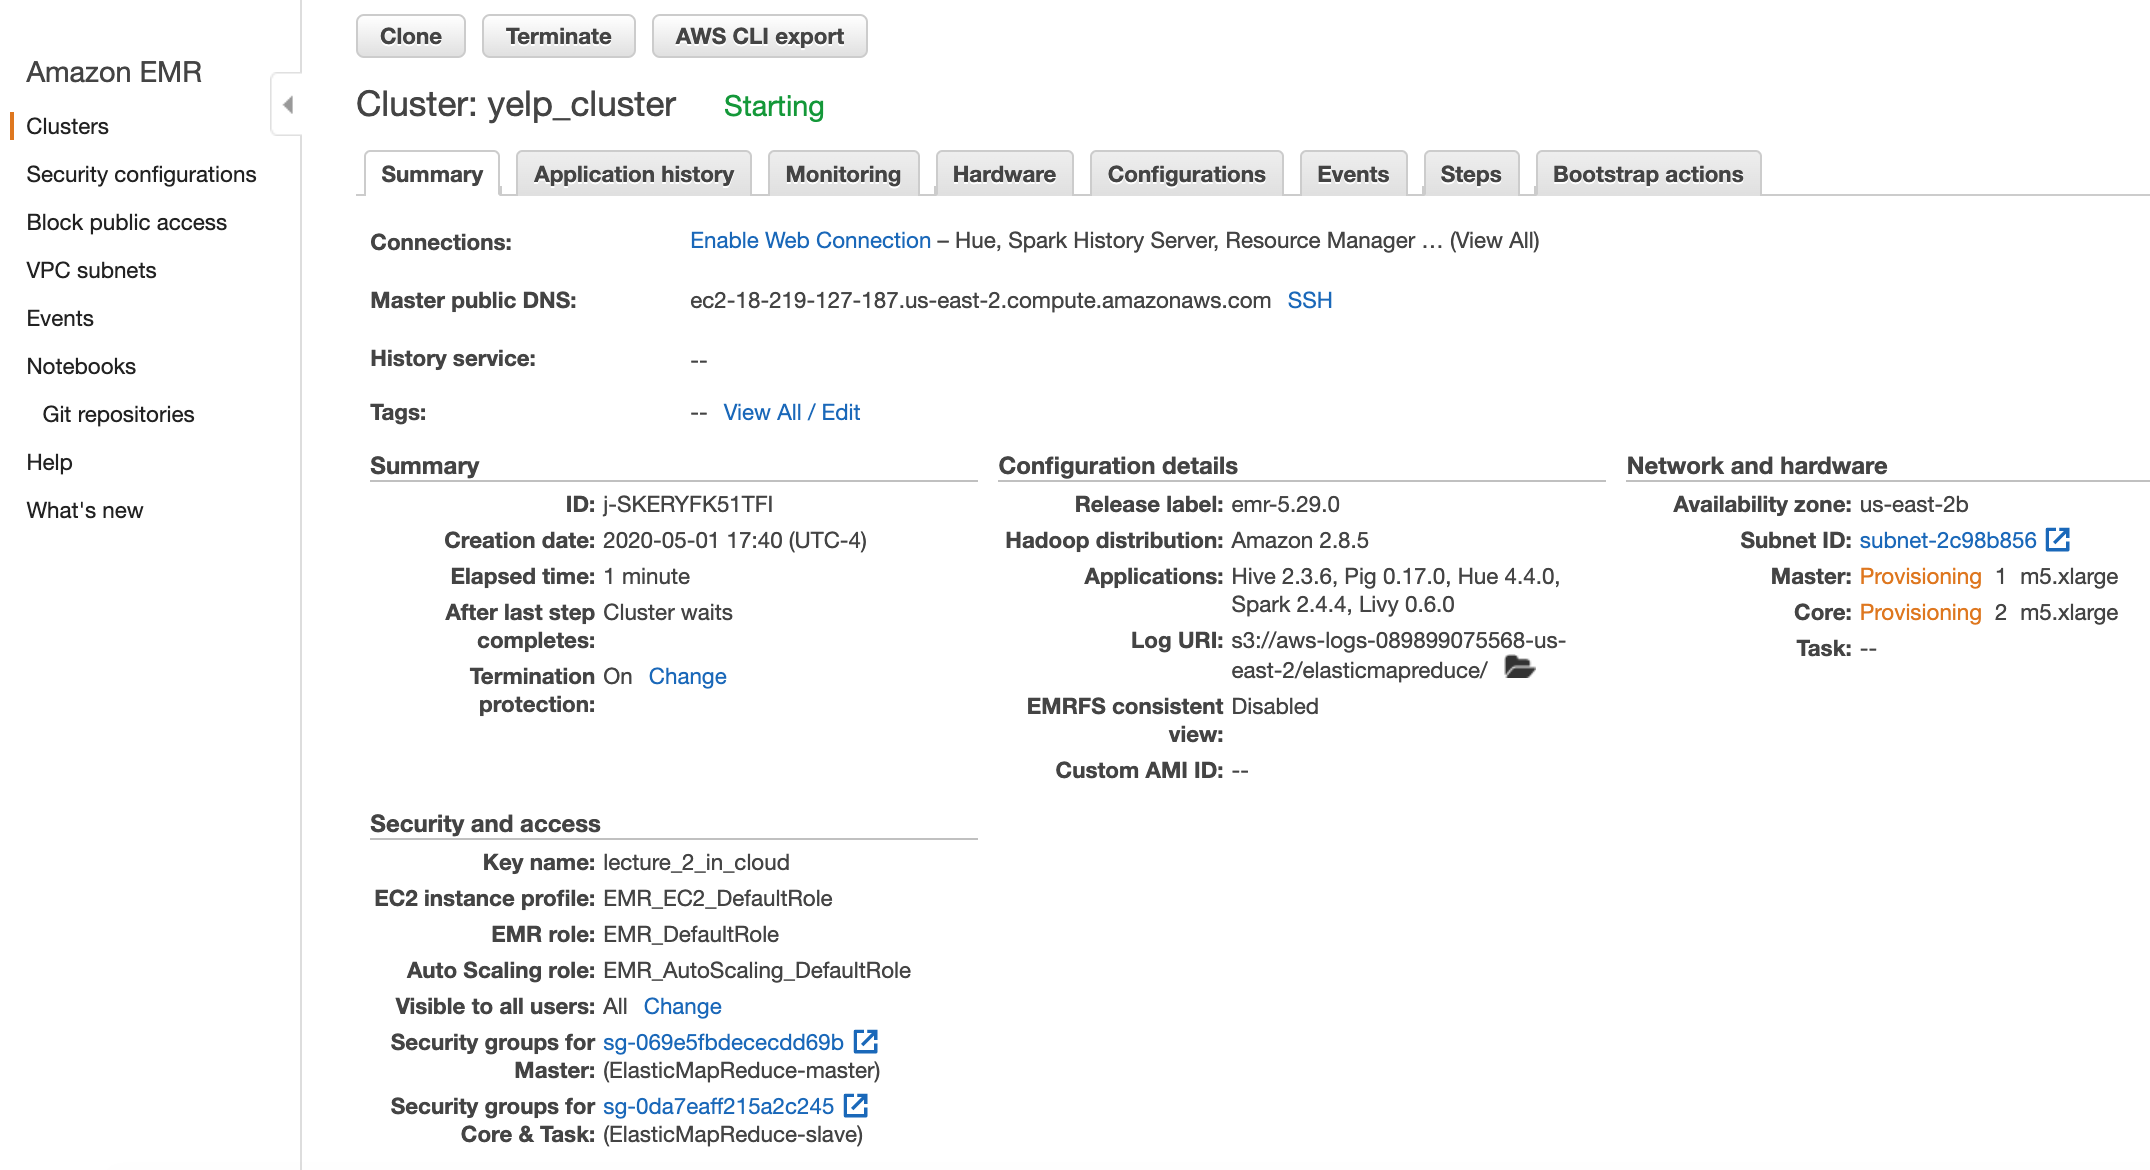 Clone Terminate AWS CLI export
Amazon EMR
Clusters
Security configurations
Block public access
VPC subnets
Events
Notebooks
Git repositories
Help
What's new
Cluster: yelp_cluster Starting
Summary Application history Monitoring Hardware Configurations Events Steps Bootstrap actions
Connections: Enable Web Connection – Hue, Spark History Server, Resource Manager … (View All)
Master public DNS: ec2-18-219-127-187.us-east-2.compute.amazonaws.com SSH
History service: --
Tags: -- View All / Edit
Summary
ID: j-SKERYFK51TFI
Creation date: 2020-05-01 17:40 (UTC-4)
Elapsed time: 1 minute
After last step Cluster waits
completes:
Termination On Change
protection:
Configuration details
Release label: emr-5.29.0
Hadoop distribution: Amazon 2.8.5
Applications: Hive 2.3.6, Pig 0.17.0, Hue 4.4.0,
Spark 2.4.4, Livy 0.6.0
Log URI: s3://aws-logs-089899075568-us-
east-2/elasticmapreduce/
EMRFS consistent Disabled
view:
Custom AMI ID: --
Network and hardware
Availability zone: us-east-2b
Subnet ID: subnet-2c98b856
Master: Provisioning 1 m5.xlarge
Core: Provisioning 2 m5.xlarge
Task: --
Security and access
Key name: lecture_2_in_cloud
EC2 instance profile: EMR_EC2_DefaultRole
EMR role: EMR_DefaultRole
Auto Scaling role: EMR_AutoScaling_DefaultRole
Visible to all users: All Change
Security groups for sg-069e5fbdececdd69b
Master: (ElasticMapReduce-master)
Security groups for sg-0da7eaff215a2c245
Core & Task: (ElasticMapReduce-slave)